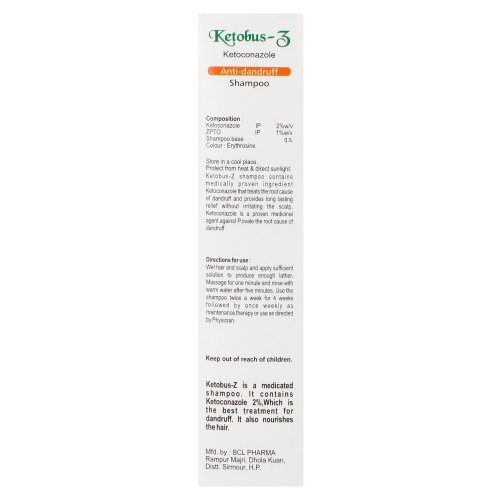 Ketobus-Z
Ketoconazole
Anti-dandruff
Shampoo
Composition :
Ketoconazole IP 2%w/v
ZPTO IP 1%w/v
Shampoo base q.s.
Colour : Erythrosine
Store in a cool place.
Protect from heat & direct sunlight.
Ketobus-Z shampoo contains
medically proven ingredient
Ketoconazole that treats the root cause
of dandruff and provides long lasting
relief without irritating the scalp.
Ketoconazole is a proven medicinal
agent against P.ovale the root cause of
dandruff.
Directions for use :
Wet hair and scalp and apply sufficient
solution to produce enough lather.
Massage for one minute and rinse with
warm water after five minutes. Use the
shampoo twice a week for 4 weeks
followed by once weekly as
maintenance therapy or use as directed
by Physician.
Keep out of reach of children.
Ketobus-Z is a medicated
shampoo. It contains
Ketoconazole 2%,Which is
the best treatment for
dandruff. It also nourishes
the hair.
Mfd. by : BCL PHARMA
Rampur Majri, Dhola Kuan,
Distt. Sirmour, H.P.